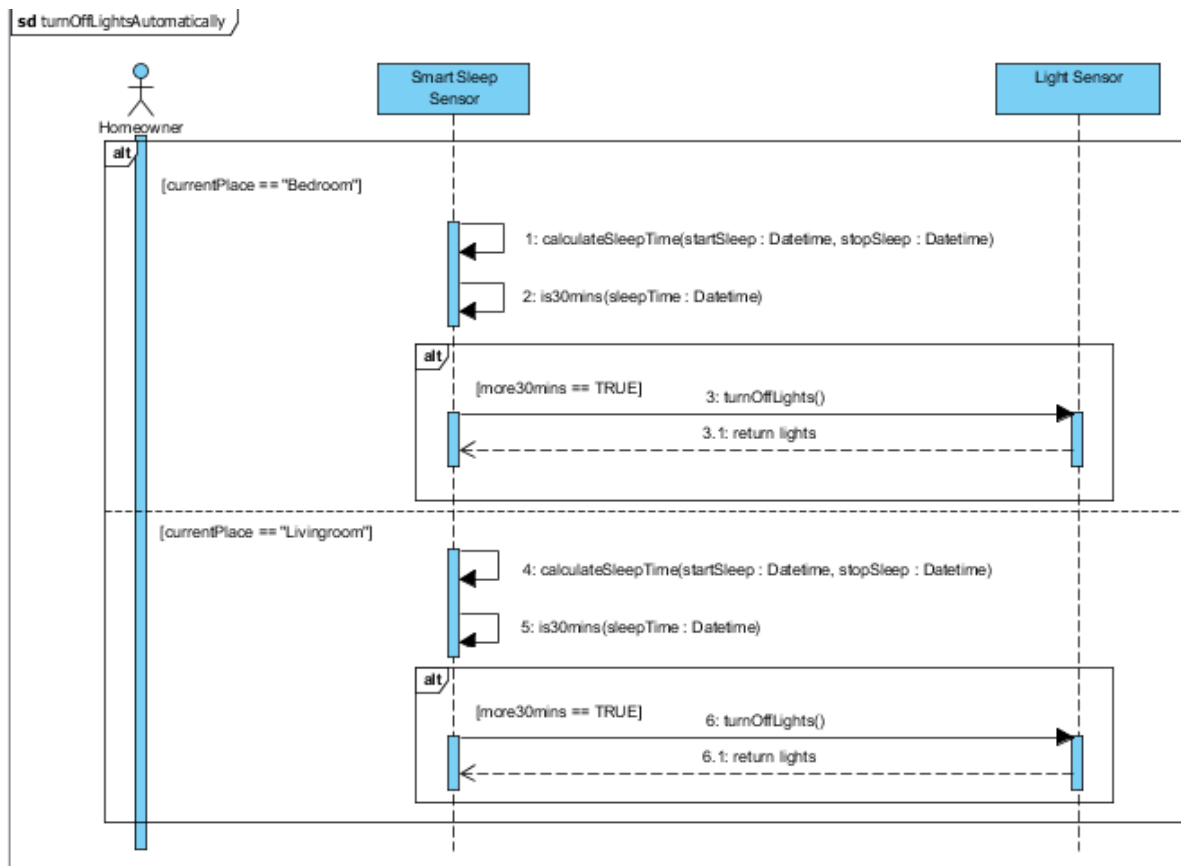 sd turnOffLightsAutomatically
Smart Sleep
Sensor
Light Sensor
Homeowner
alt
[currentPlace == "Bedroom"]
1: calculateSleepTime(startSleep : Datetime, stopSleep : Datetime)
2: is30mins(sleepTime : Datetime)
alt
[more30mins == TRUE]
3: turnOffLights()
3.1: return lights
[currentPlace == "Livingroom"]
4: calculateSleepTime(startSleep : Datetime, stopSleep : Datetime)
5: is30mins(sleepTime : Datetime)
alt
[more30mins == TRUE]
6: turnOffLights()
6.1: return lights